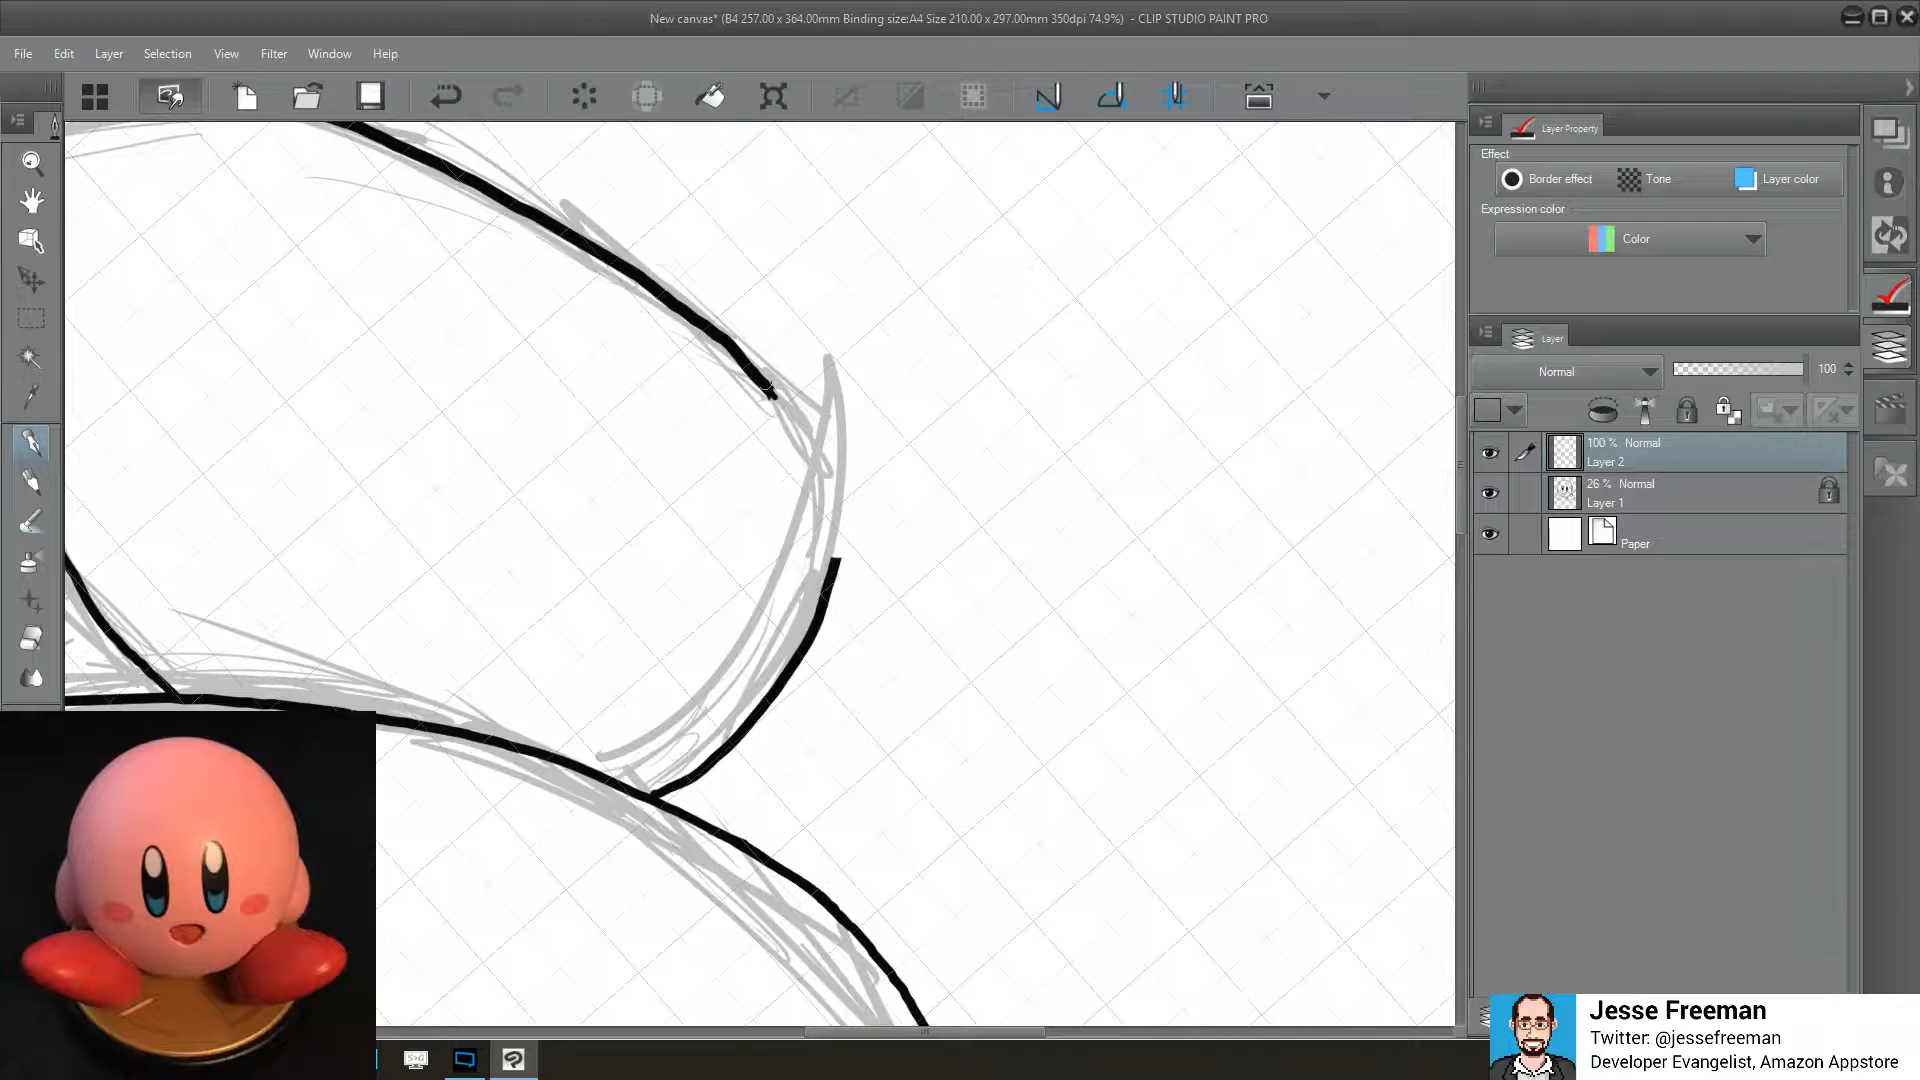 New canvas* (B4 257.00 x 364.00mm Binding size:A4 Size 210.00 x 297.00mm 350dpi 74.9%) - CLIP STUDIO PAINT PRO
File Edit Layer Selection View Filter Window Help
Layer Property
Effect
Border effect Tone Layer color
Expression color
Color
Layer
Normal 100
100 % Normal
Layer 2
26 % Normal
Layer 1
Paper
Jesse Freeman
Twitter: @jessefreeman
Developer Evangelist, Amazon Appstore